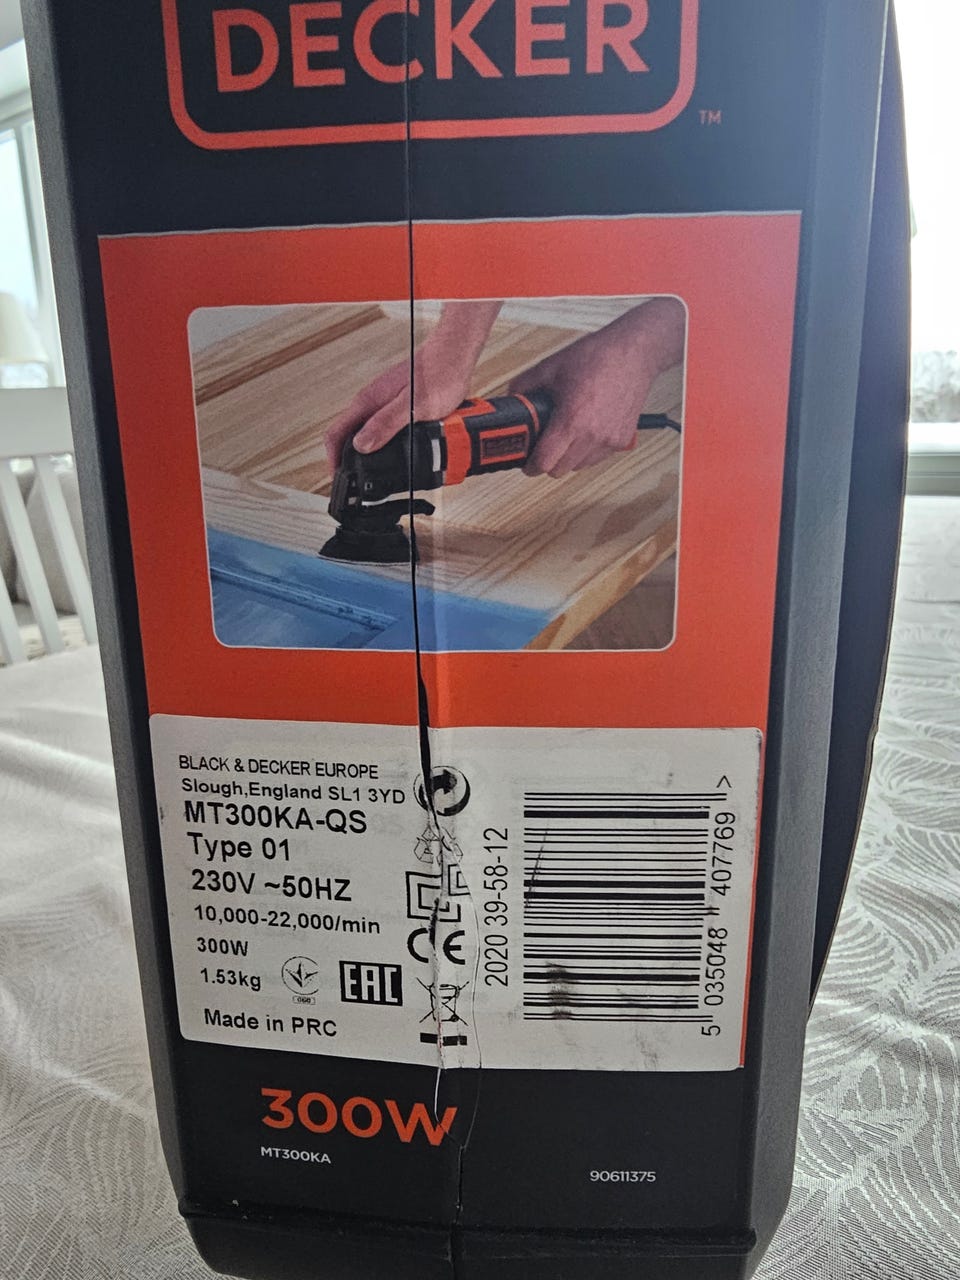 DECKER
TM
BLACK & DECKER EUROPE
Slough,England SL1 3YD
MT300KA-QS
Type 01
230V ~50HZ
10,000-22,000/min
300W
1.53kg
EAC
CE
Made in PRC
2020 39-58-12
5 035048 407769 >
300W
MT300KA
90611375